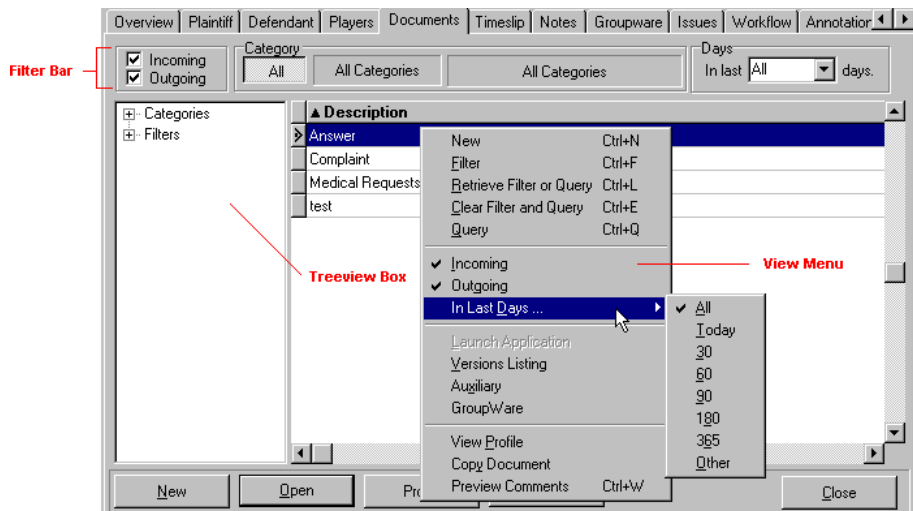 Overview Plaintiff Defendant Players Documents Timeslip Notes Groupware Issues Workflow Annotation
Filter Bar
Incoming
Outgoing
Category
All All Categories All Categories
Days
In last All days.
Categories
Filters
Description
Answer
Complaint
Medical Requests
test
Treeview Box
New Ctrl+N
Filter Ctrl+F
Retrieve Filter or Query Ctrl+L
Clear Filter and Query Ctrl+E
Query Ctrl+Q
Incoming
Outgoing
In Last Days ...
Launch Application
Versions Listing
Auxiliary
GroupWare
View Profile
Copy Document
Preview Comments Ctrl+W
View Menu
All
Today
30
60
90
180
365
Other
New Open Pro Close